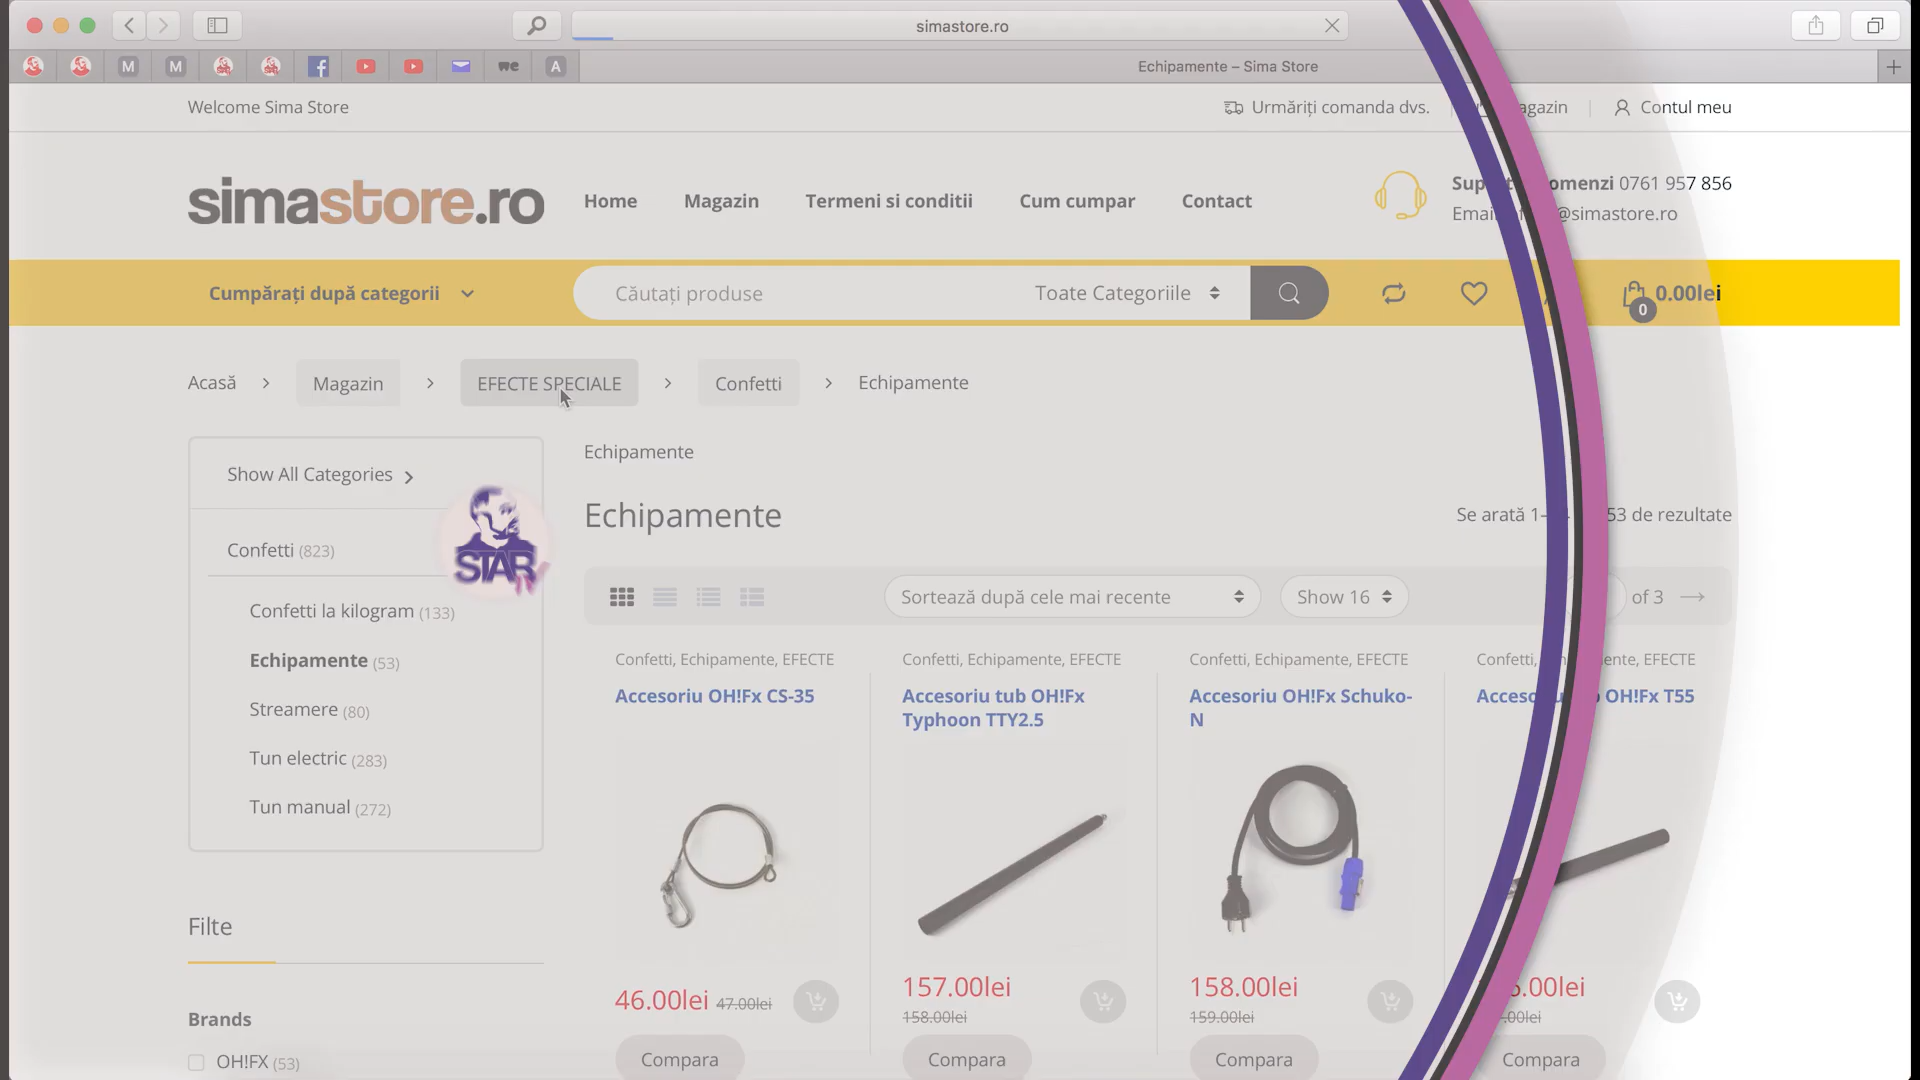 simastore.ro
M
M
we
A
Echipamente – Sima Store
Welcome Sima Store
Urmăriți comanda dvs.
Contul meu
simastore.ro
Home
Magazin
Termeni si conditii
Cum cumpar
Contact
0761 957 856
@simastore.ro
Cumpărați după categorii
Căutați produse
Toate Categoriile
0
0.00lei
Acasă
Magazin
EFECTE SPECIALE
Confetti
Echipamente
Show All Categories
STAR
Confetti (823)
Confetti la kilogram (133)
Echipamente (53)
Streamere (80)
Tun electric (283)
Tun manual (272)
Filte
Brands
OH!FX (53)
Echipamente
Echipamente
Se arată 1–
53 de rezultate
Sortează după cele mai recente
Show 16
of 3
Confetti, Echipamente, EFECTE
Accesoriu OH!Fx CS-35
46.00lei 47.00lei
Compara
Confetti, Echipamente, EFECTE
Accesoriu tub OH!Fx
Typhoon TTY2.5
157.00lei
158.00lei
Compara
Confetti, Echipamente, EFECTE
Accesoriu OH!Fx Schuko-
N
158.00lei
159.00lei
Compara
Confetti, EFECTE
OH!Fx T55
Compara